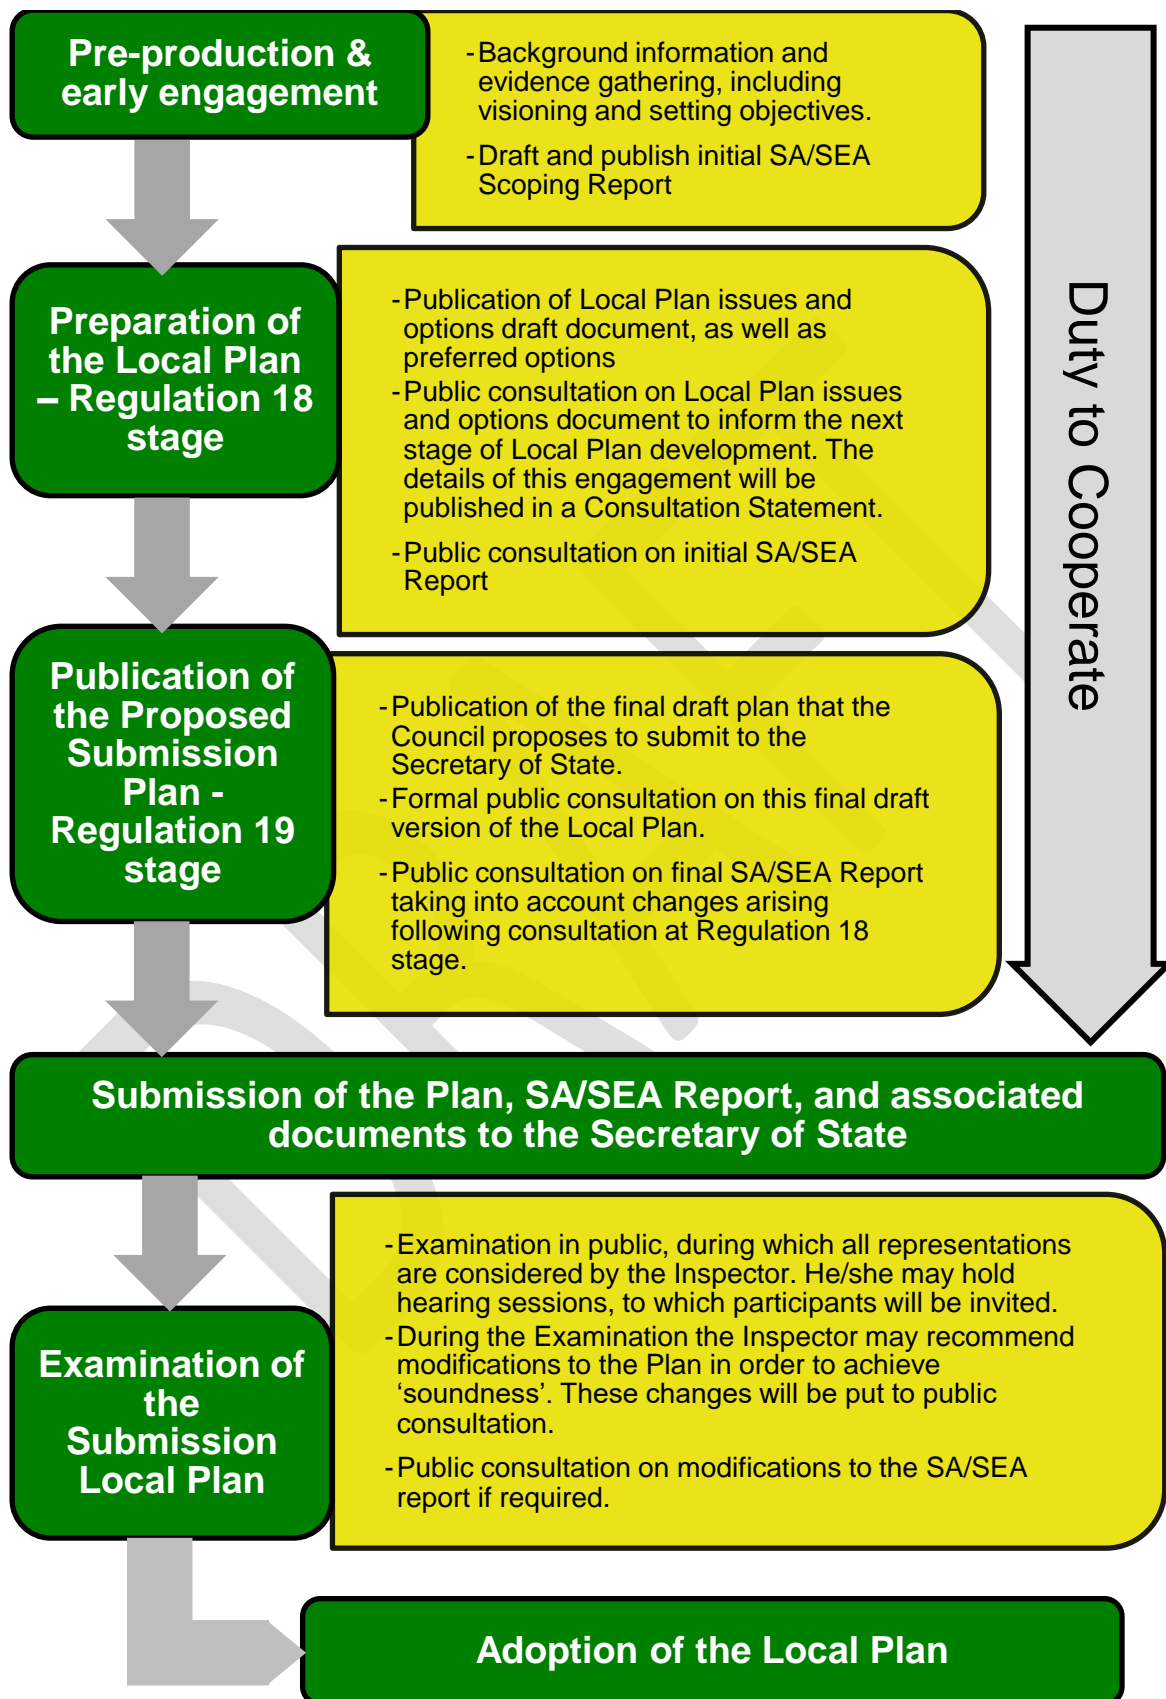 Pre-production &
early engagement
-Background information and
evidence gathering, including
visioning and setting objectives.
-Draft and publish initial SA/SEA
Scoping Report
Preparation of
the Local Plan
– Regulation 18
stage
-Publication of Local Plan issues and
options draft document, as well as
preferred options
-Public consultation on Local Plan issues
and options document to inform the next
stage of Local Plan development. The
details of this engagement will be
published in a Consultation Statement.
-Public consultation on initial SA/SEA
Report
Duty to Cooperate
Publication of
the Proposed
Submission
Plan -
Regulation 19
stage
-Publication of the final draft plan that the
Council proposes to submit to the
Secretary of State.
-Formal public consultation on this final draft
version of the Local Plan.
-Public consultation on final SA/SEA Report
taking into account changes arising
following consultation at Regulation 18
stage.
Submission of the Plan, SA/SEA Report, and associated
documents to the Secretary of State
Examination of
the
Submission
Local Plan
-Examination in public, during which all representations
are considered by the Inspector. He/she may hold
hearing sessions, to which participants will be invited.
-During the Examination the Inspector may recommend
modifications to the Plan in order to achieve
‘soundness’. These changes will be put to public
consultation.
-Public consultation on modifications to the SA/SEA
report if required.
Adoption of the Local Plan
DRAFT